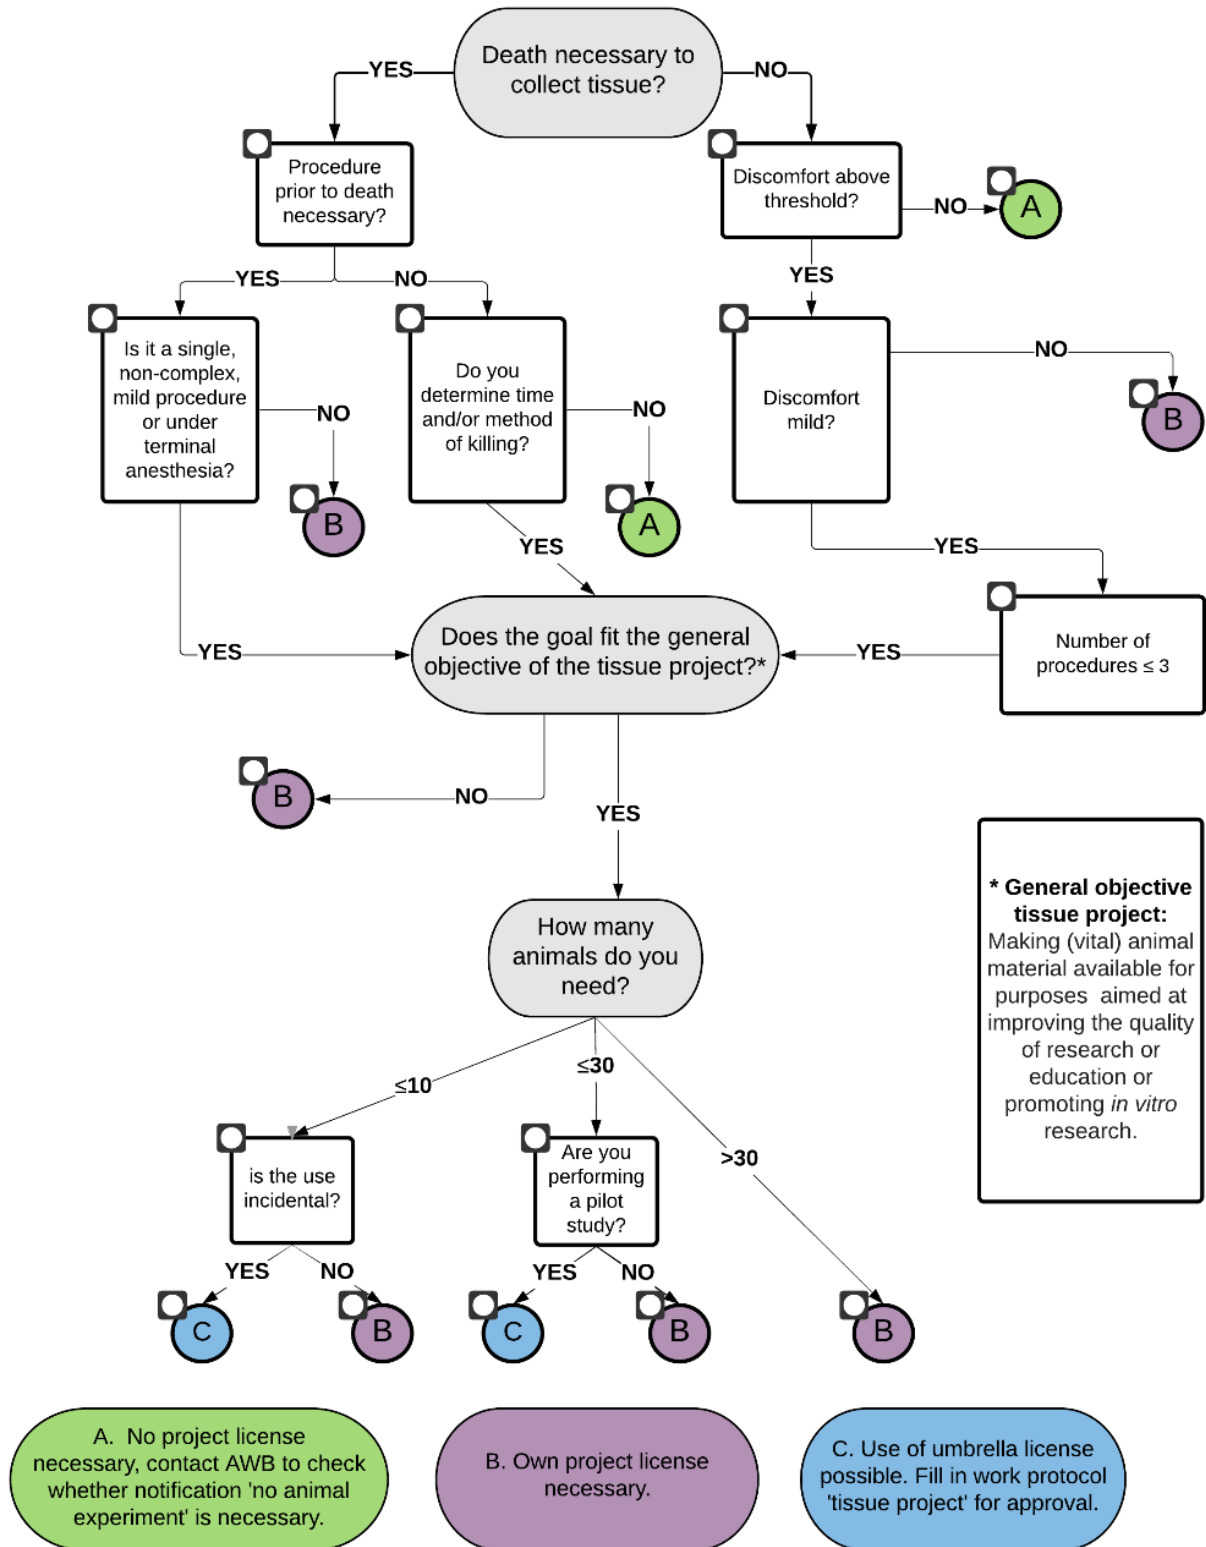 Death necessary to
collect tissue?
YES
NO
Procedure
prior to death
necessary?
Discomfort above
threshold?
NO
A
YES
NO
YES
Is it a single,
non-complex,
mild procedure
or under
terminal
anesthesia?
NO
B
Do you
determine time
and/or method
of killing?
NO
A
Discomfort
mild?
NO
B
YES
YES
Number of
procedures ≤ 3
YES
YES
Does the goal fit the general
objective of the tissue project?*
NO
B
YES
* General objective
tissue project:
Making (vital) animal
material available for
purposes aimed at
improving the quality
of research or
education or
promoting in vitro
research.
How many
animals do you
need?
≤10
≤30
>30
is the use
incidental?
Are you
performing
a pilot
study?
YES
NO
YES
NO
C
B
C
B
B
A. No project license
necessary, contact AWB to check
whether notification 'no animal
experiment' is necessary.
B. Own project license
necessary.
C. Use of umbrella license
possible. Fill in work protocol
'tissue project' for approval.